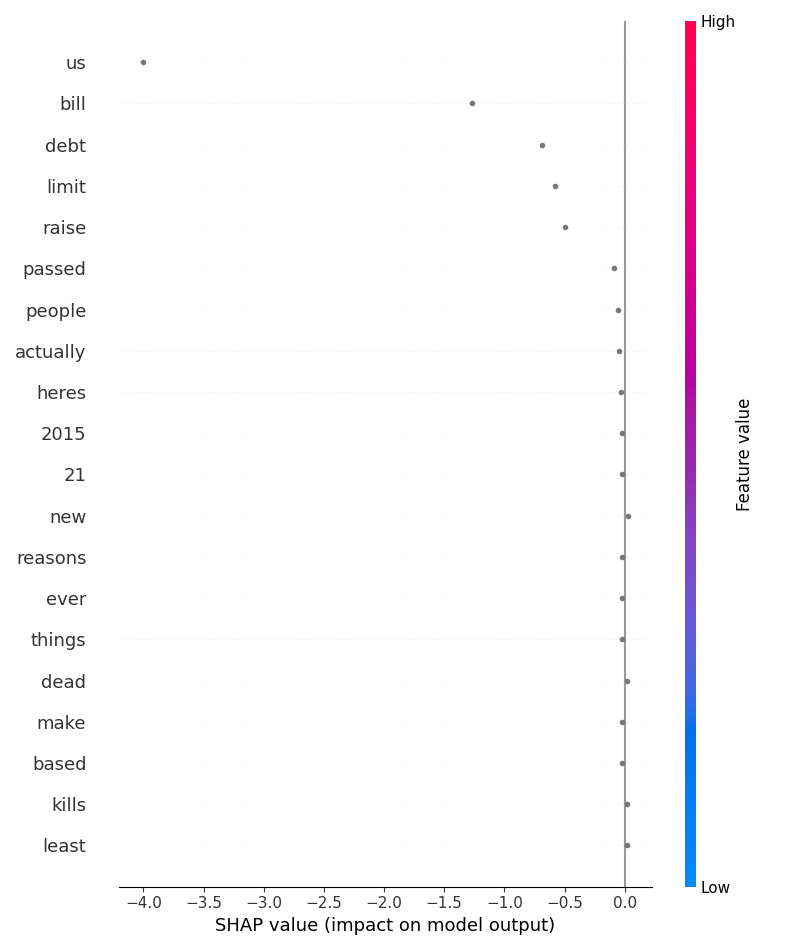 High
us
bill
debt
limit
raise
passed
people
actually
heres
2015
21
new
reasons
ever
things
dead
make
based
kills
least
Feature value
Low
−4.0 −3.5 −3.0 −2.5 −2.0 −1.5 −1.0 −0.5 0.0
SHAP value (impact on model output)